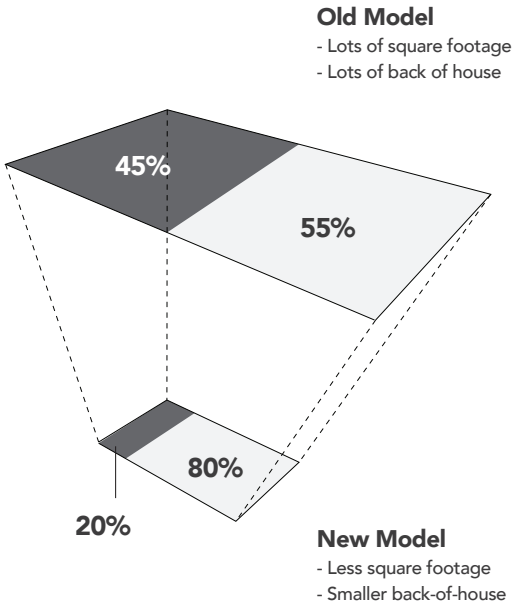 Old Model
- Lots of square footage
- Lots of back of house
45%
55%
80%
20%
New Model
- Less square footage
- Smaller back-of-house